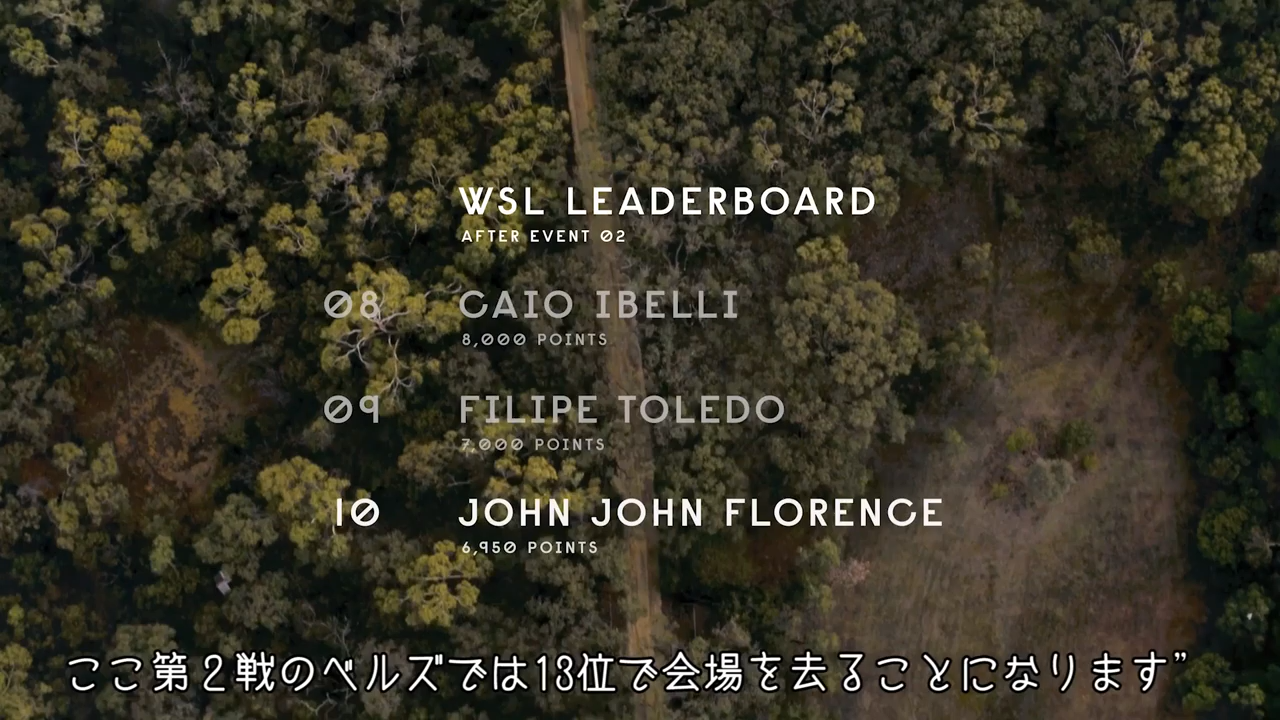 WSL LEADERBOARD
AFTER EVENT 02
08 CAIO IBELLI
8,000 POINTS
09 FILIPE TOLEDO
7,000 POINTS
10 JOHN JOHN FLORENCE
6,950 POINTS
ここ第2戦のベルズでは13位で会場を去ることになります”